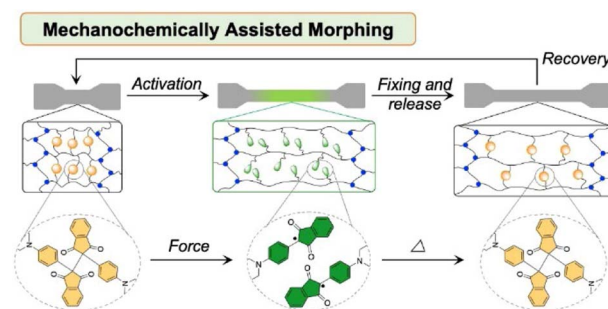 Mechanochemically Assisted Morphing
Recovery
Activation
Fixing and
release
N
O
O
O
O
N
Force
O
O
N
N
O
O
△
N
O
O
O
O
N